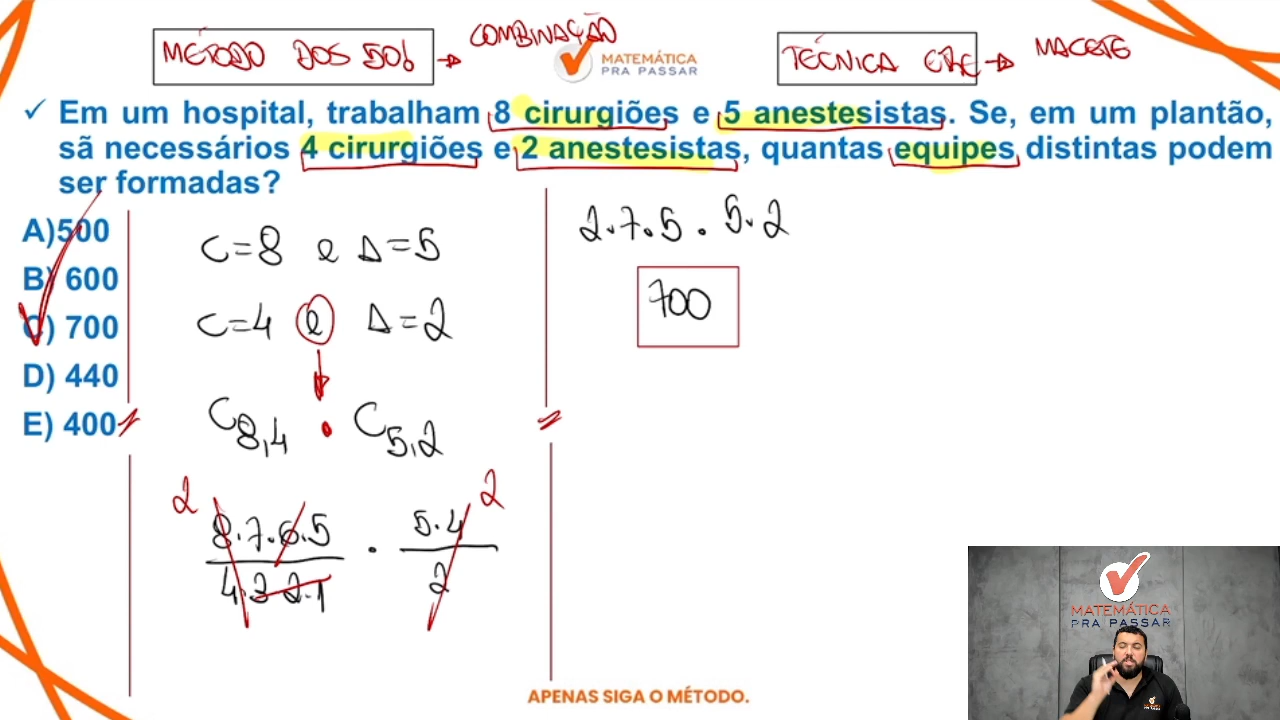 MÉTODO DOS 50! → COMBINAÇÃO
MATEMÁTICA
PRA PASSAR
TÉCNICA → MACETE
✓ Em um hospital, trabalham 8 cirurgiões e 5 anestesistas. Se, em um plantão,
sã necessários 4 cirurgiões e 2 anestesistas, quantas equipes distintas podem
ser formadas?
A)500
B) 600
C) 700
D) 440
E) 400
C=8 e A=5
C=4 e A=2
C8,4 . C5,2
2 2
8.7.6.5 . 5.4
4.3.2.1 2
2.7.5 . 5.2
700
MATEMÁTICA
PRA PASSAR
APENAS SIGA O MÉTODO.